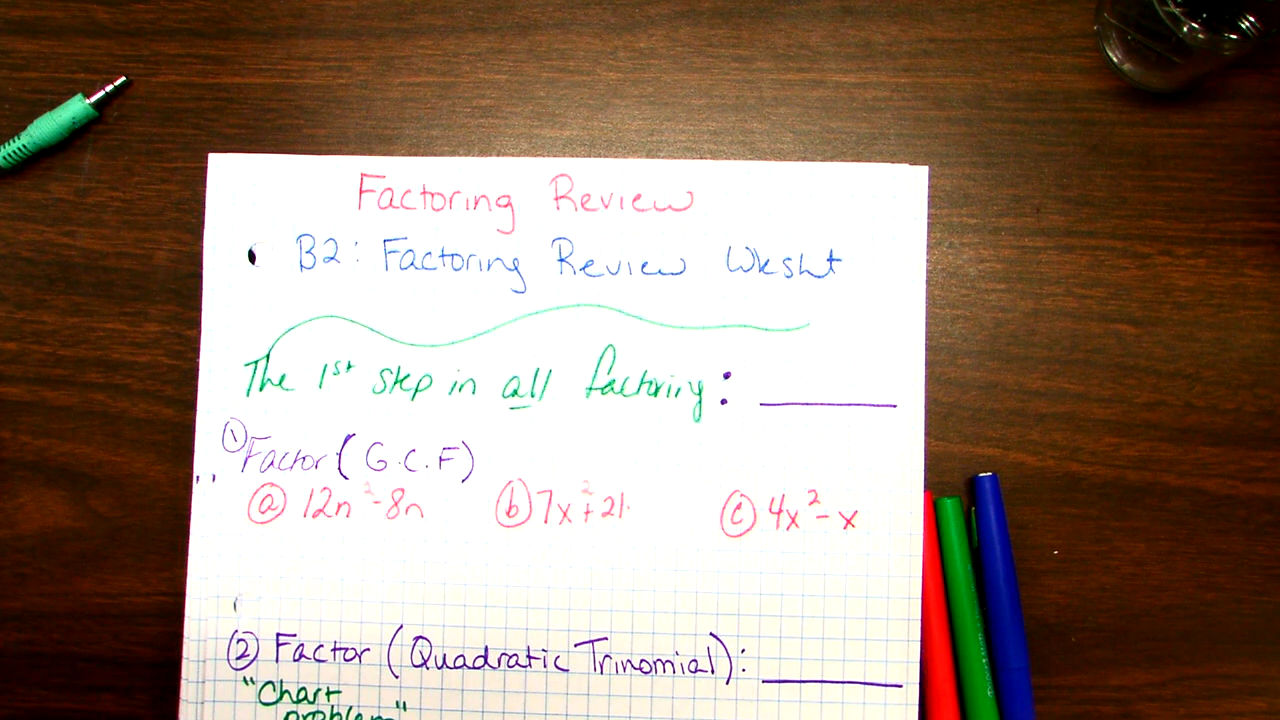 Factoring Review
B2: Factoring Review Wksht
The 1st step in all factoring:
① Factor (G.C.F)
ⓐ 12n²-8n ⓑ 7x²+21 ⓒ 4x²-x
② Factor (Quadratic Trinomial):
"Chart
problem"